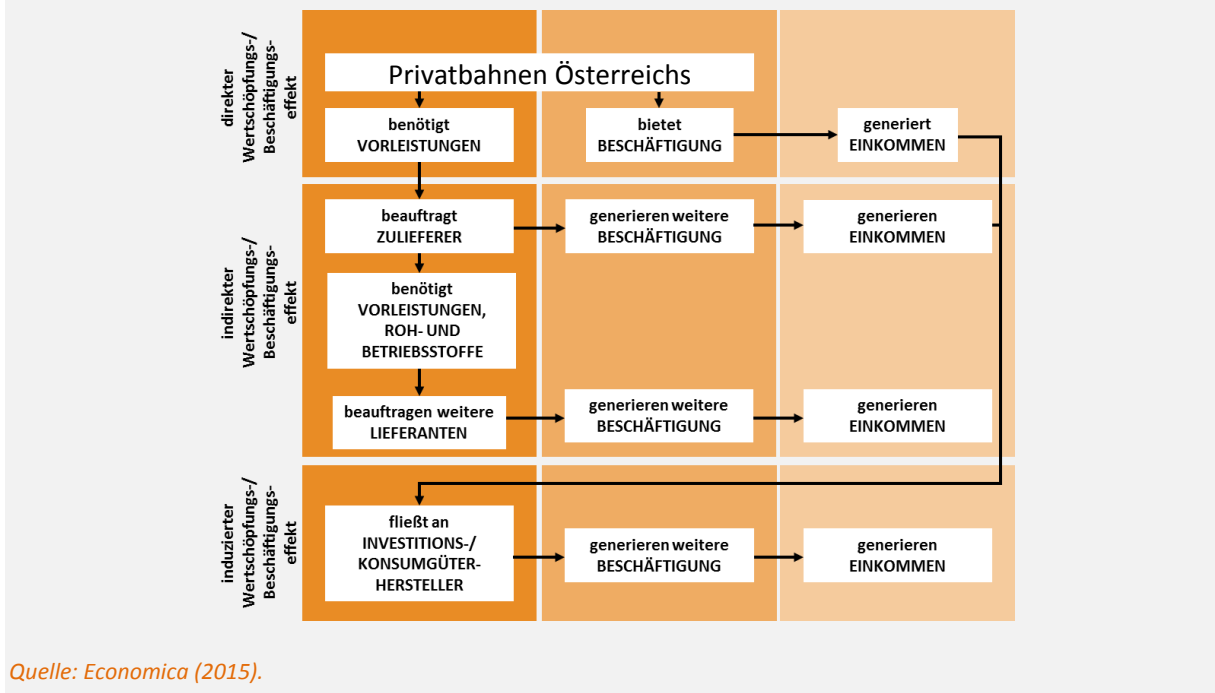 direkter
Wertschöpfungs-/
Beschäftigungs-
effekt
Privatbahnen Österreichs
benötigt
VORLEISTUNGEN
bietet
BESCHÄFTIGUNG
generiert
EINKOMMEN
indirekter
Wertschöpfungs-/
Beschäftigungs-
effekt
beauftragt
ZULIEFERER
generieren weitere
BESCHÄFTIGUNG
generieren
EINKOMMEN
benötigt
VORLEISTUNGEN,
ROH- UND
BETRIEBSSTOFFE
beauftragen weitere
LIEFERANTEN
generieren weitere
BESCHÄFTIGUNG
generieren
EINKOMMEN
induzierter
Wertschöpfungs-/
Beschäftigungs-
effekt
fließt an
INVESTITIONS-/
KONSUMGÜTER-
HERSTELLER
generieren weitere
BESCHÄFTIGUNG
generieren
EINKOMMEN
Quelle: Economica (2015).